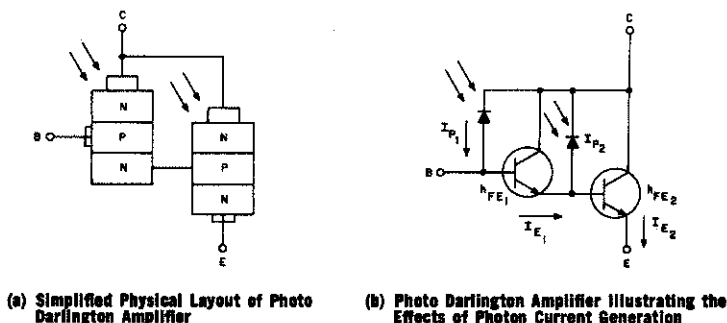 C
N
P
N
B
N
P
N
E
(a) Simplified Physical Layout of Photo
Darlington Amplifier
C
I P1
I P2
B
h FE1
h FE2
I E1
I E2
E
(b) Photo Darlington Amplifier Illustrating the
Effects of Photon Current Generation